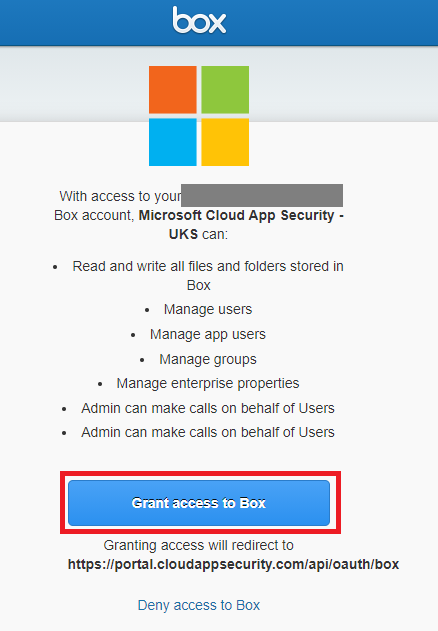 box
With access to your
Box account, Microsoft Cloud App Security -
UKS can:
• Read and write all files and folders stored in
Box
• Manage users
• Manage app users
• Manage groups
• Manage enterprise properties
• Admin can make calls on behalf of Users
• Admin can make calls on behalf of Users
Grant access to Box
Granting access will redirect to
https://portal.cloudappsecurity.com/api/oauth/box
Deny access to Box